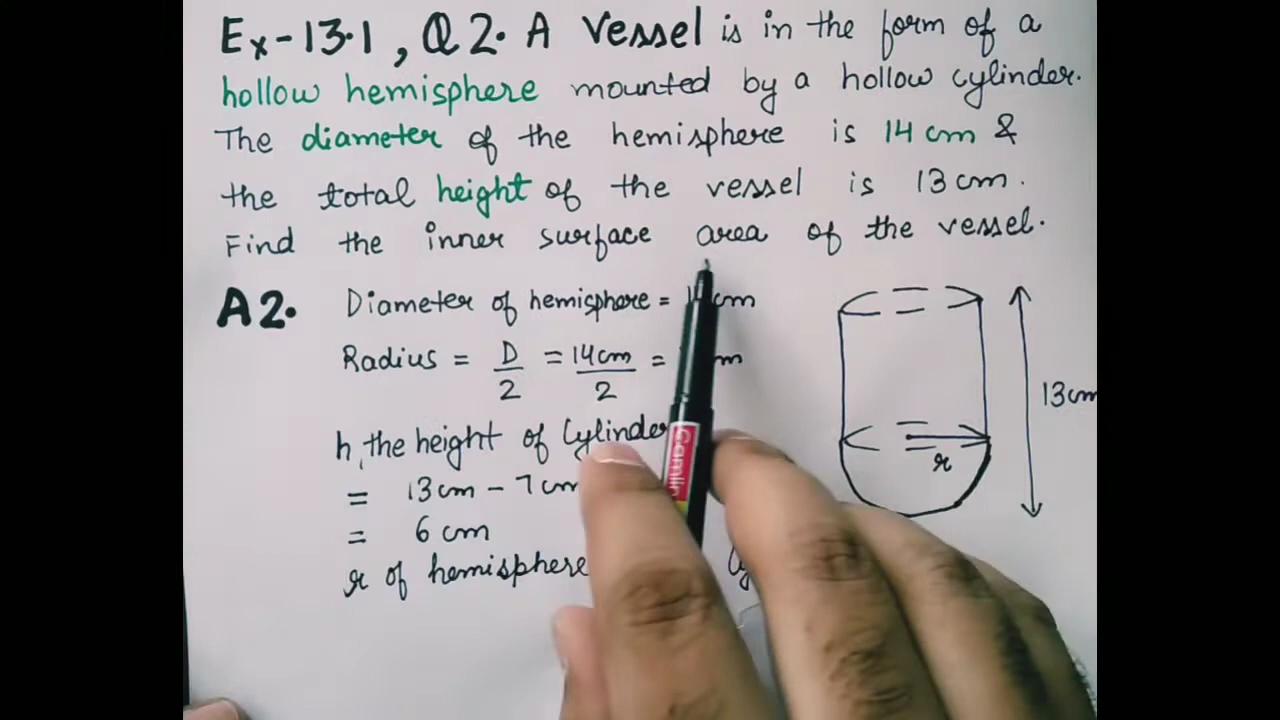 Ex-13.1, Q2. A Vessel is in the form of a
hollow hemisphere mounted by a hollow cylinder.
The diameter of the hemisphere is 14 cm &
the total height of the vessel is 13 cm.
Find the inner surface area of the vessel.
A2. Diameter of hemisphere = cm
Radius = D/2 = 14cm/2 = m
h, the height of Cylinder
= 13cm - 7cm
= 6 cm
r of hemisphere
13cm
r
Camlin